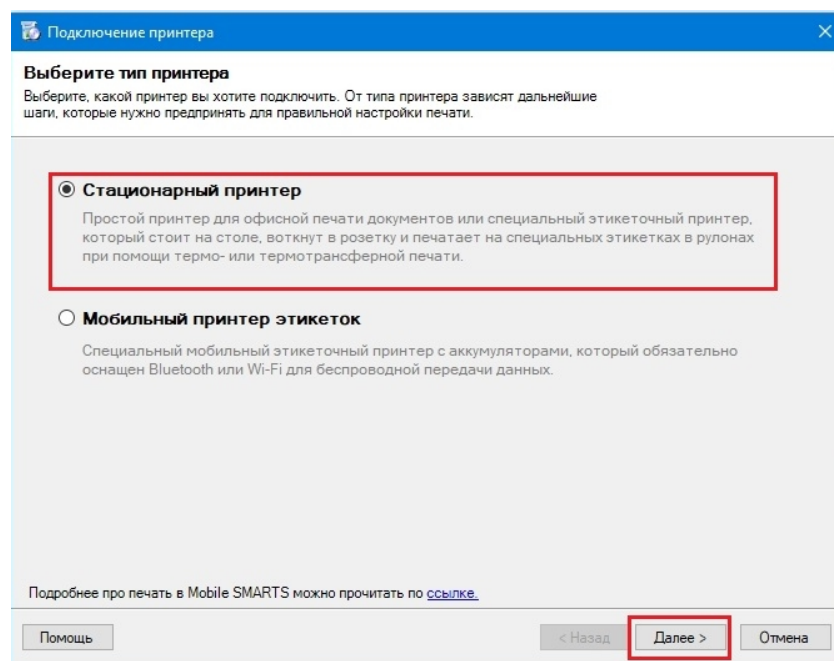 Подключение принтера
Выберите тип принтера
Выберите, какой принтер вы хотите подключить. От типа принтера зависят дальнейшие
шаги, которые нужно предпринять для правильной настройки печати.
Стационарный принтер
Простой принтер для офисной печати документов или специальный этикеточный принтер,
который стоит на столе, воткнут в розетку и печатает на специальных этикетках в рулонах
при помощи термо- или термотрансферной печати.
Мобильный принтер этикеток
Специальный мобильный этикеточный принтер с аккумуляторами, который обязательно
оснащен Bluetooth или Wi-Fi для беспроводной передачи данных.
Подробнее про печать в Mobile SMARTS можно прочитать по ссылке.
Помощь < Назад Далее > Отмена